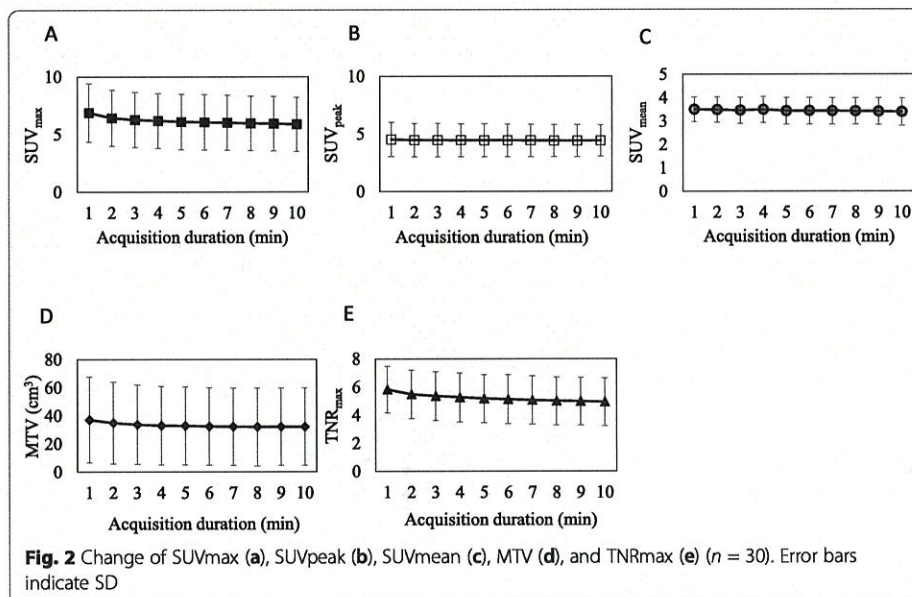 A
10
5
0
SUVmax
1 2 3 4 5 6 7 8 9 10
Acquisition duration (min)
B
10
5
0
SUVpeak
1 2 3 4 5 6 7 8 9 10
Acquisition duration (min)
C
5
4
3
2
1
0
SUVmean
1 2 3 4 5 6 7 8 9 10
Acquisition duration (min)
D
80
60
40
20
0
MTV (cm³)
1 2 3 4 5 6 7 8 9 10
Acquisition duration (min)
E
8
6
4
2
0
TNRmax
1 2 3 4 5 6 7 8 9 10
Acquisition duration (min)
Fig. 2 Change of SUVmax (a), SUVpeak (b), SUVmean (c), MTV (d), and TNRmax (e) (n = 30). Error bars
indicate SD